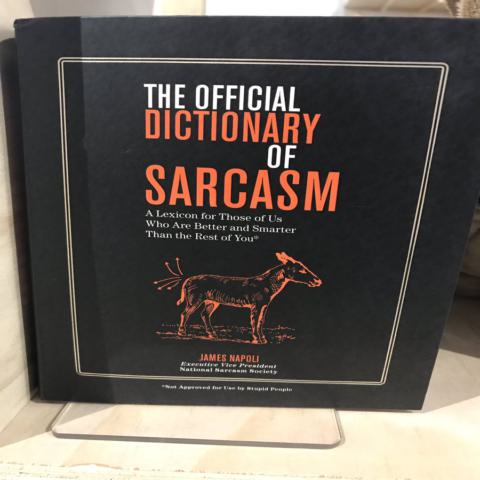 THE OFFICIAL
DICTIONARY
OF
SARCASM
A Lexicon for Those of Us
Who Are Better and Smarter
Than the Rest of You*
JAMES NAPOLI
Executive Vice President
National Sarcasm Society
*Not Approved for Use by Stupid People